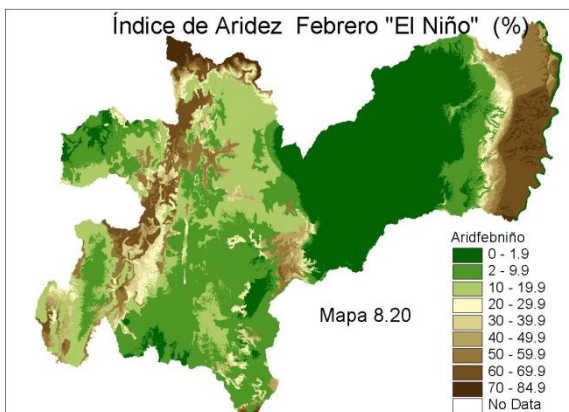 Índice de Aridez  Febrero "El Niño"  (%)
Aridfebniño
0 - 1.9
2 - 9.9
10 - 19.9
20 - 29.9
30 - 39.9
40 - 49.9
50 - 59.9
60 - 69.9
70 - 84.9
No Data
Mapa 8.20